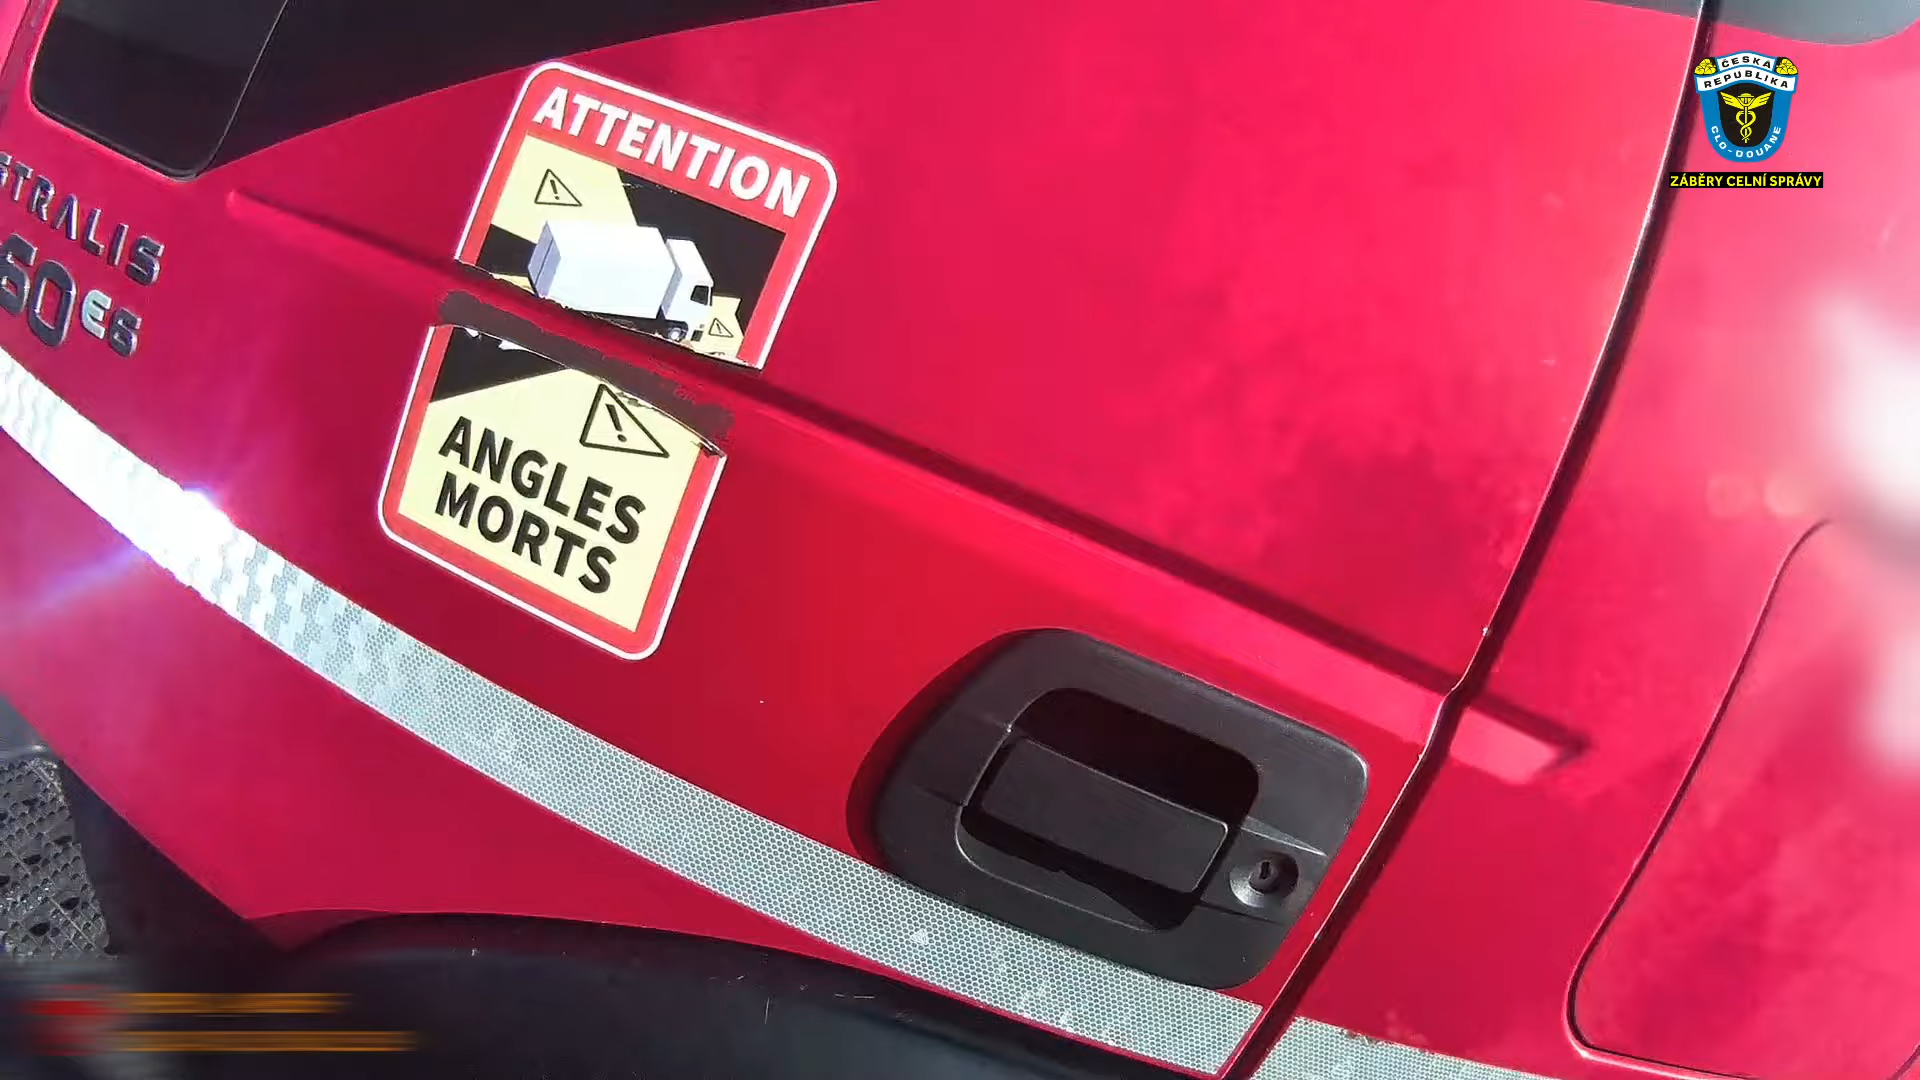 ATTENTION
ANGLES
MORTS
STRALIS
60 E6
ČESKÁ
REPUBLIKA
CLO-DOUANE
ZÁBĚRY CELNÍ SPRÁVY